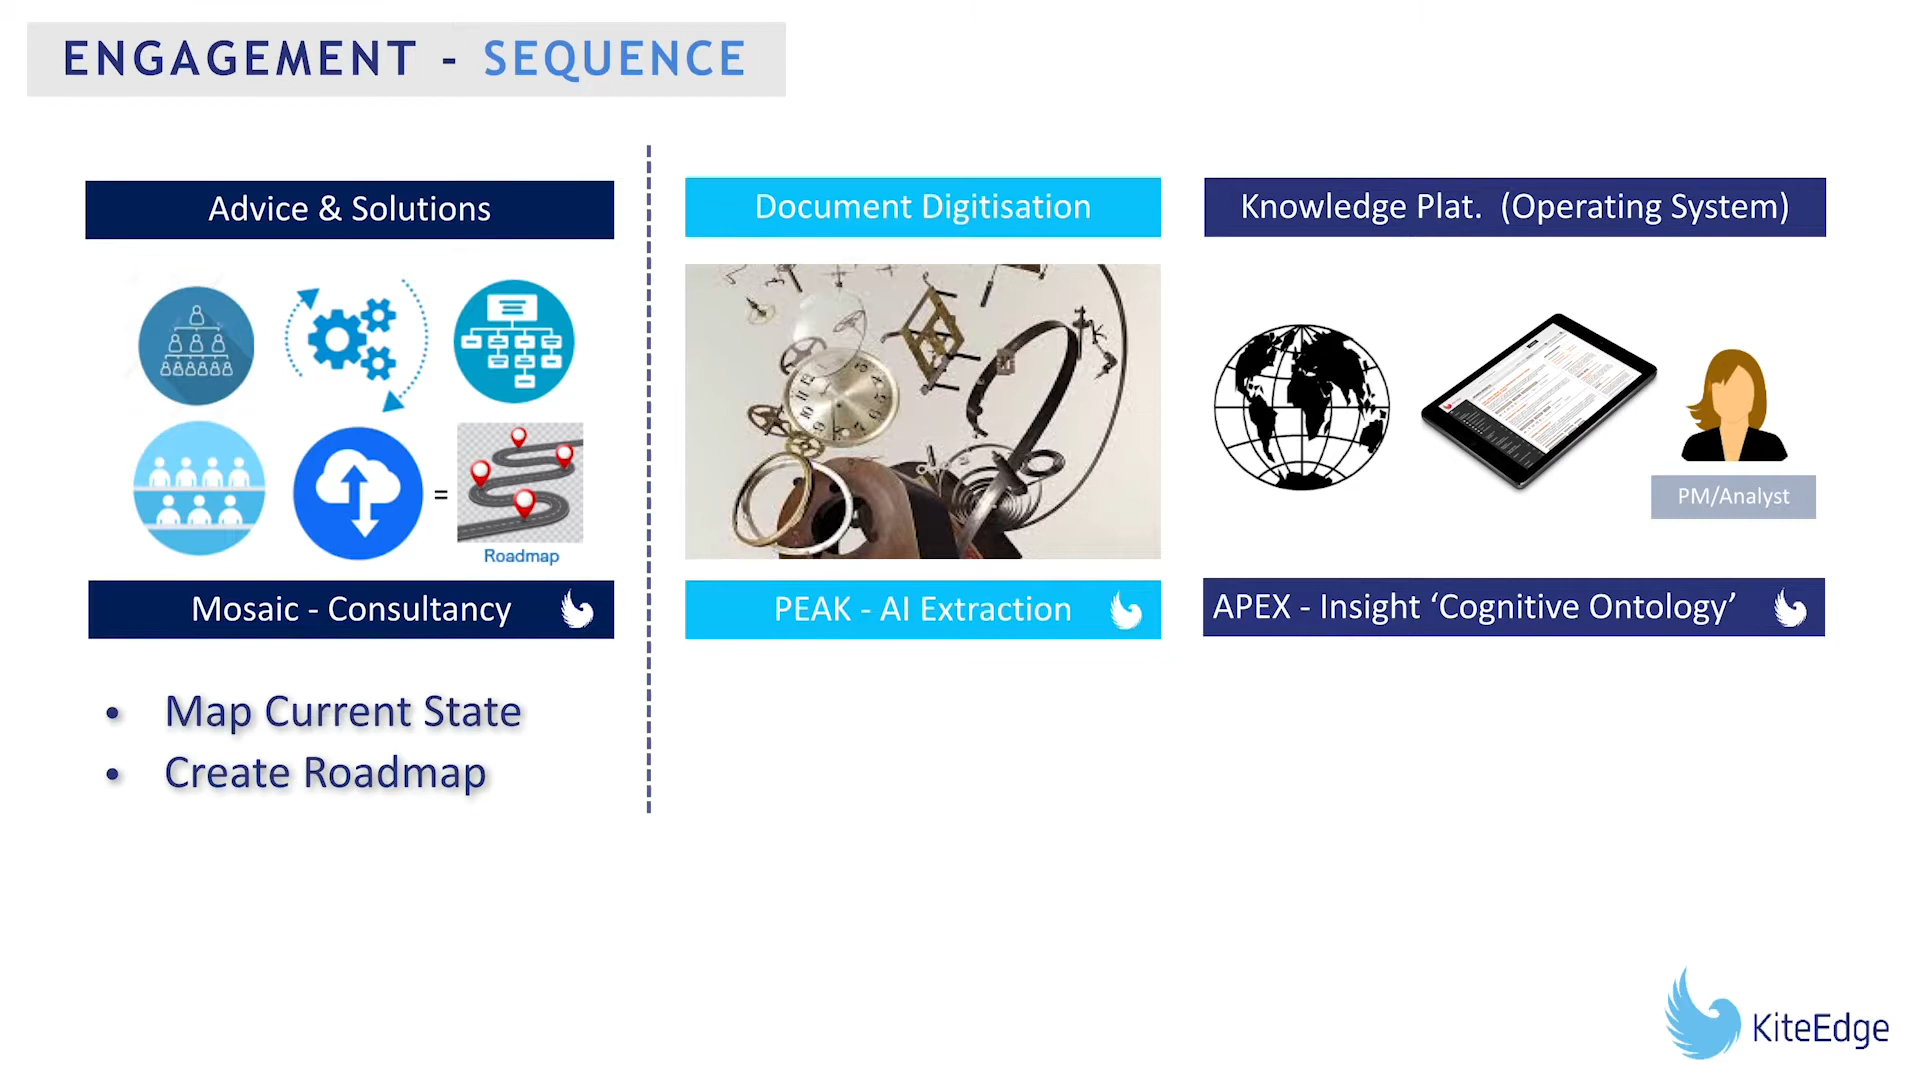 ENGAGEMENT - SEQUENCE
Advice & Solutions
Document Digitisation
Knowledge Plat. (Operating System)
=
Roadmap
PM/Analyst
Mosaic - Consultancy
PEAK - AI Extraction
APEX - Insight ‘Cognitive Ontology’
• Map Current State
• Create Roadmap
KiteEdge